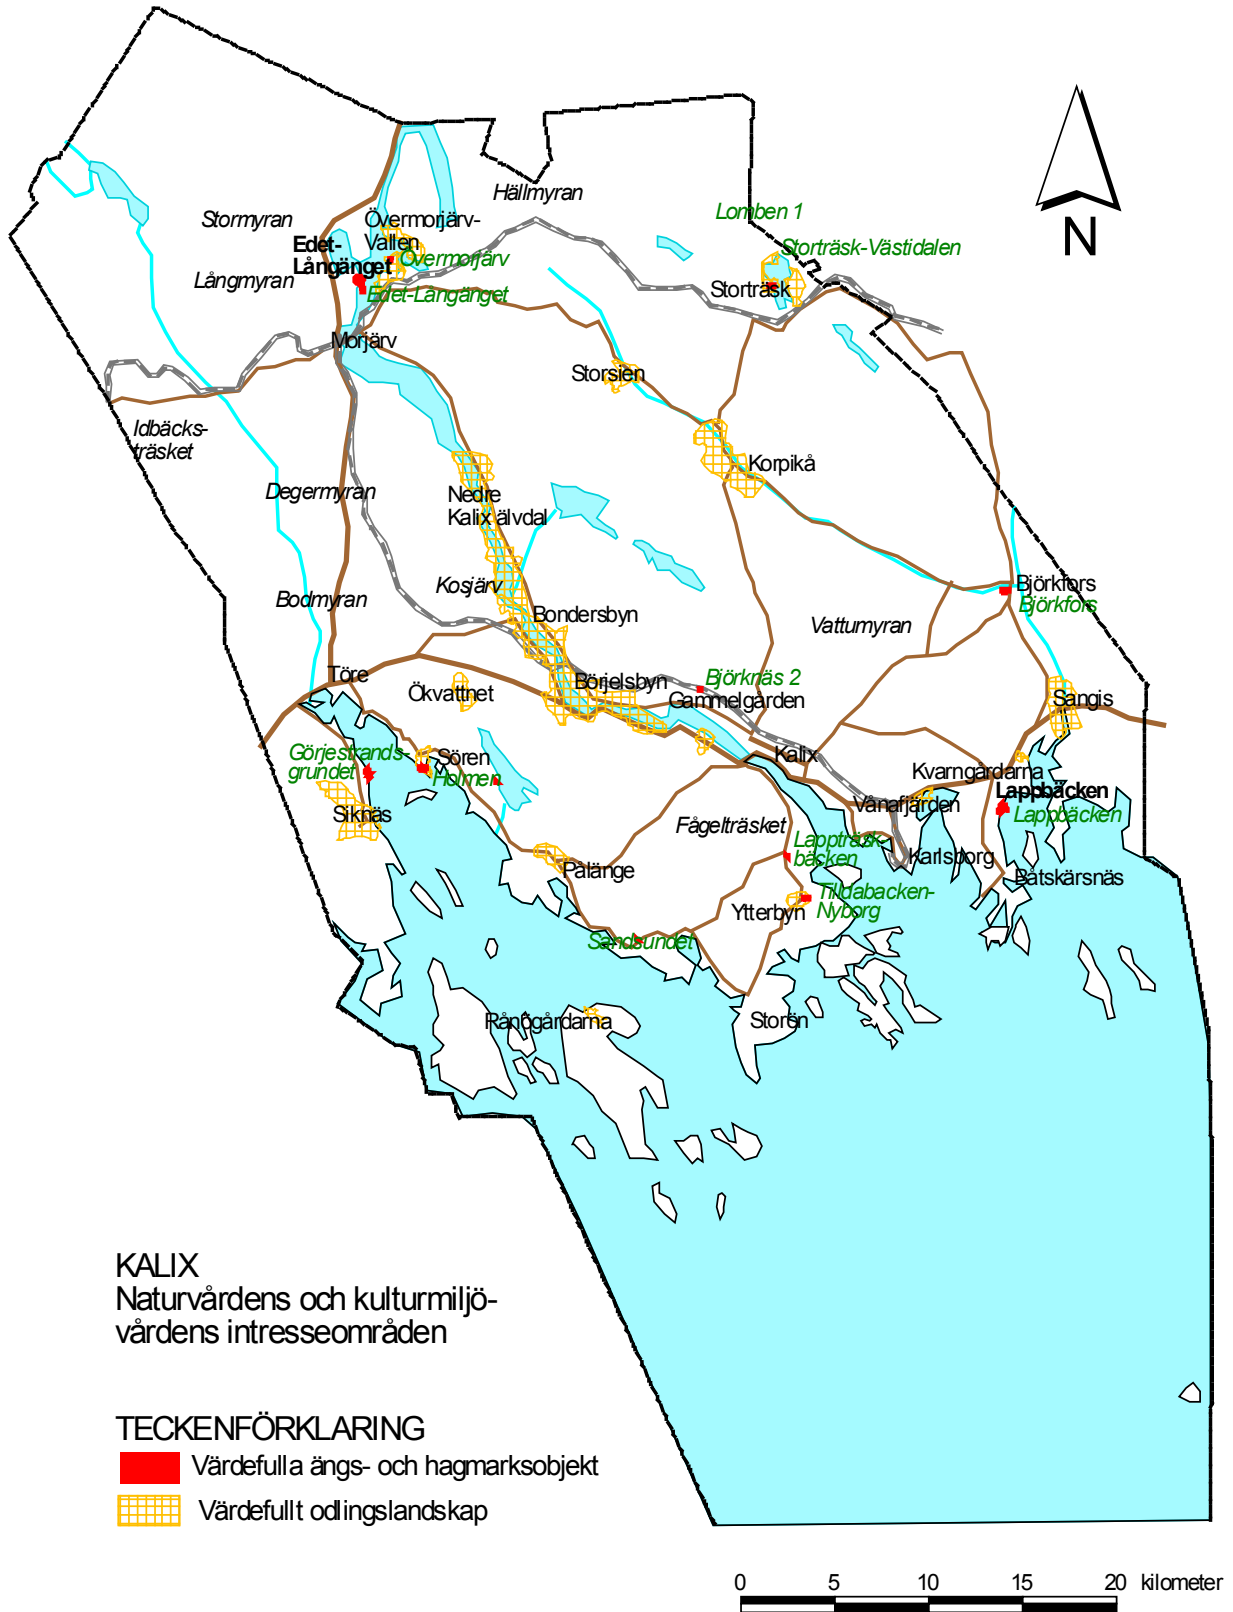 Hällmyran
Lomben 1
Stormyran
Övermorjärv-
Vallen
Storträsk-Västidalen
Edet-
Långänget
Övermorjärv
Långmyran
Edet-Långänget
Storträsk
N
Morjärv
Storsien
Idbäcks-
träsket
Korpikå
Degermyran
Nedre
Kalix älvdal
Kosjärv
Björkfors
Björkfors
Bodmyran
Bondersbyn
Vattumyran
Töre
Ökvattnet
Börjelsbyn
Björknäs 2
Gammelgården
Sangis
Görjestrands-
grundet
Sören
Holmen
Kalix
Kvarngårdarna
Lappbäcken
Lappbäcken
Siknäs
Vånafjärden
Fågelträsket
Lappträsk-
bäcken
Karlsborg
Båtskärsnäs
Pålänge
Ytterbyn
Tilldabacken-
Nyborg
Sandsundet
Rånögårdarna
Storön
KALIX
Naturvårdens och kulturmiljö-
vårdens intresseområden
TECKENFÖRKLARING
Värdefulla ängs- och hagmarksobjekt
Värdefullt odlingslandskap
0 5 10 15 20 kilometer